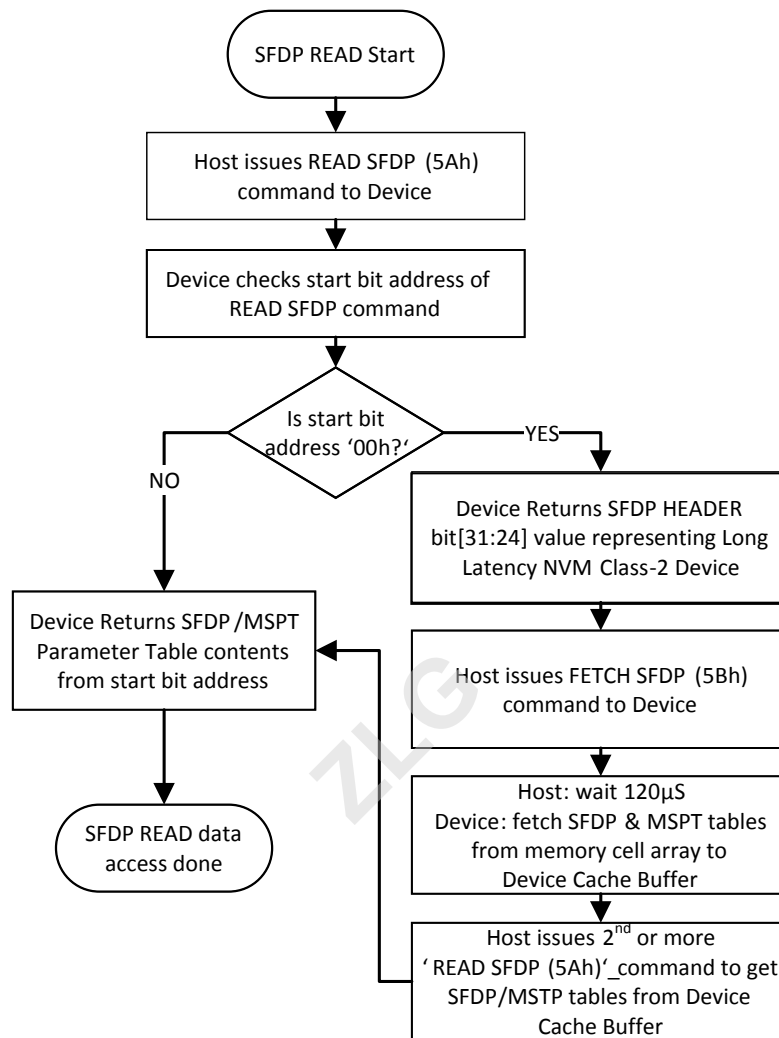 SFDP READ Start
Host issues READ SFDP (5Ah)
command to Device
Device checks start bit address of
READ SFDP command
Is start bit
address ‘00h?‘
YES
NO
Device Returns SFDP HEADER
bit[31:24] value representing Long
Latency NVM Class-2 Device
Device Returns SFDP/MSPT
Parameter Table contents
from start bit address
Host issues FETCH SFDP (5Bh)
command to Device
Host: wait 120µS
Device: fetch SFDP & MSPT tables
from memory cell array to
Device Cache Buffer
SFDP READ data
access done
Host issues 2nd or more
‘ READ SFDP (5Ah)‘_command to get
SFDP/MSTP tables from Device
Cache Buffer
ZLG